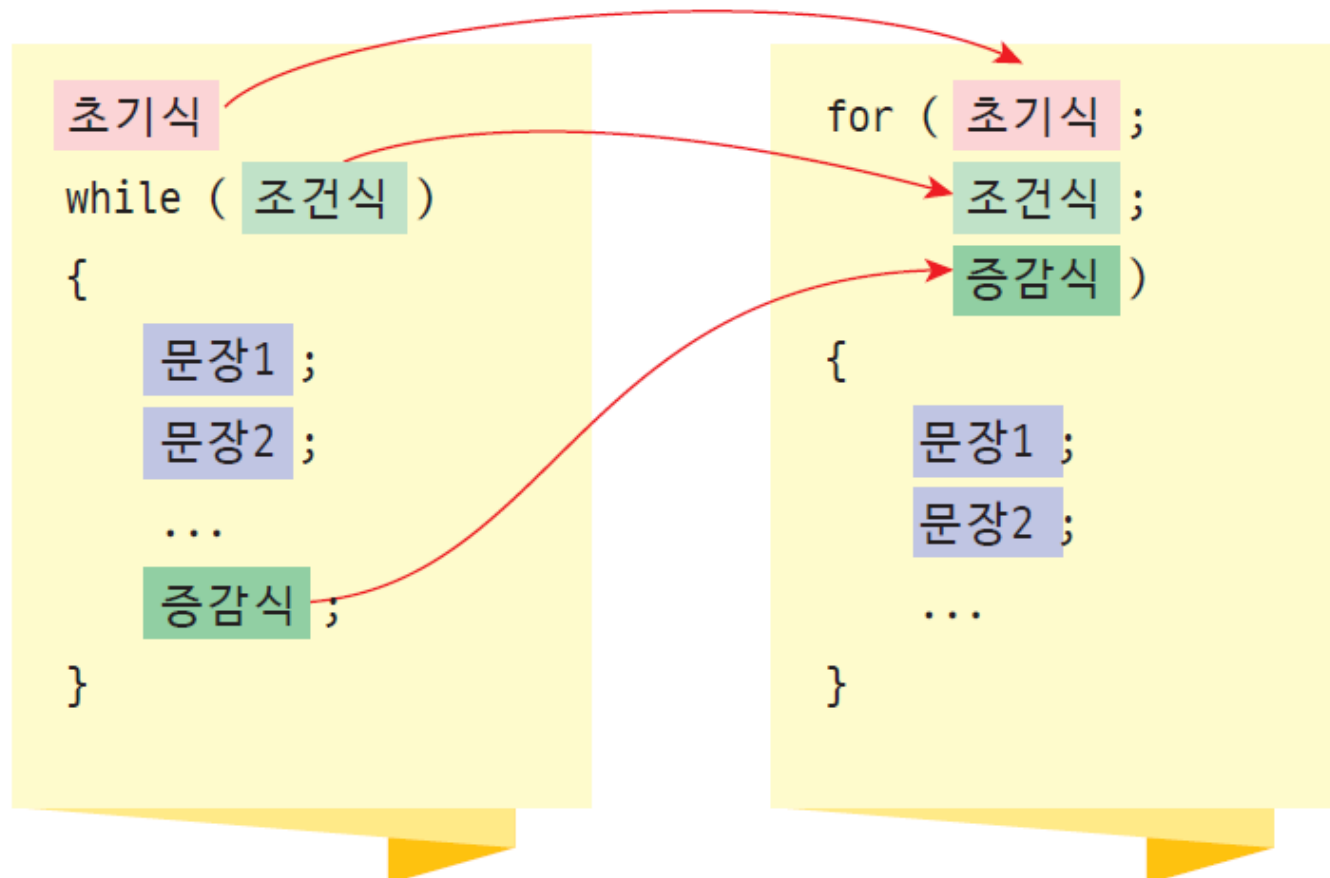 초기식
while ( 조건식 )
{
문장1 ;
문장2 ;
...
증감식 ;
}
for ( 초기식 ;
조건식 ;
증감식 )
{
문장1 ;
문장2 ;
...
}